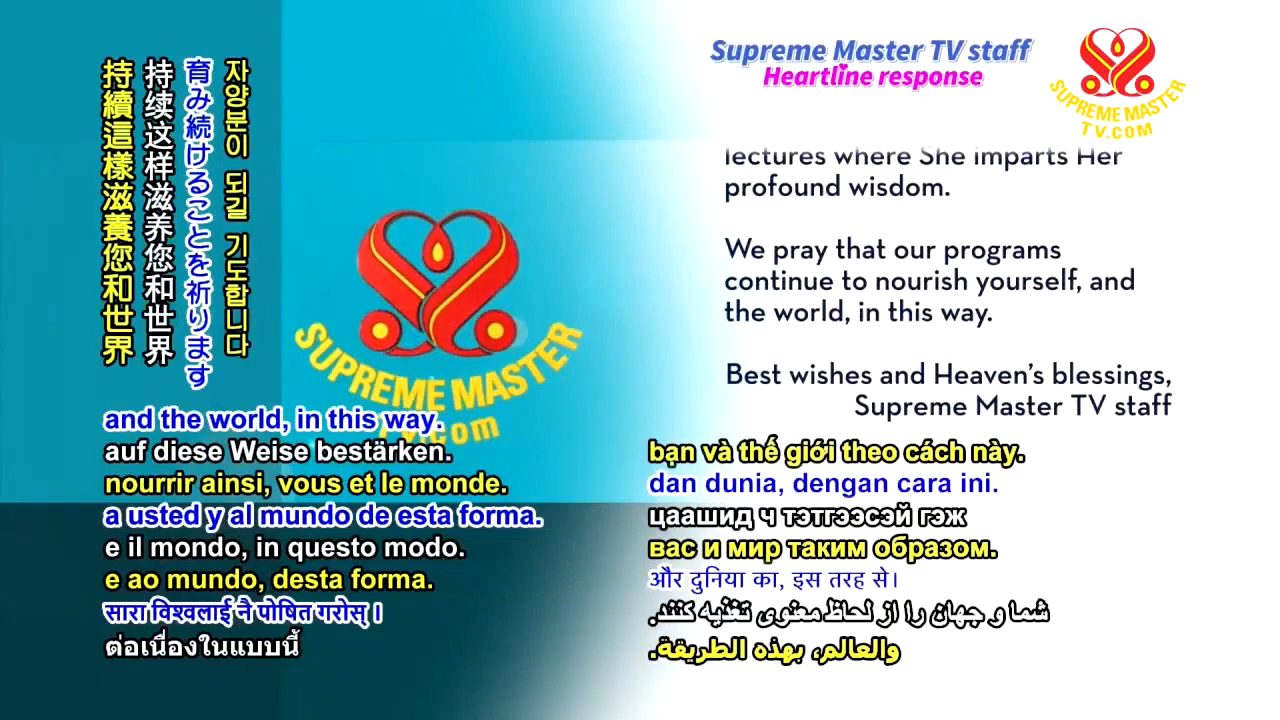 Supreme Master TV staff
Heartline response
SUPREME MASTER
TV.COM
lectures where She imparts Her
profound wisdom.
We pray that our programs
continue to nourish yourself, and
the world, in this way.
Best wishes and Heaven's blessings,
Supreme Master TV staff
SUPREME MASTER
TV.com
자양분이 되길 기도합니다
育み続けることを祈ります
持续这样滋养您和世界
持續這樣滋養您和世界
and the world, in this way.
auf diese Weise bestärken.
nourrir ainsi, vous et le monde.
a usted y al mundo de esta forma.
e il mondo, in questo modo.
e ao mundo, desta forma.
सारा विश्वलाई नै पोषित गरोस् ।
ต่อเนื่องในแบบนี้
bạn và thế giới theo cách này.
dan dunia, dengan cara ini.
цаашид ч тэтгээсэй гэж
вас и мир таким образом.
और दुनिया का, इस तरह से।
شما و جهان را از لحاظ معنوی تغذیه کنند.
والعالم، بهذه الطريقة.